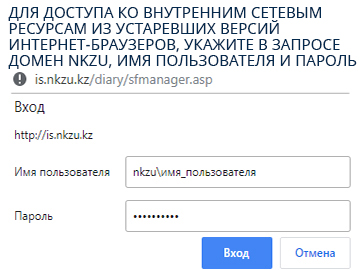 ДЛЯ ДОСТУПА КО ВНУТРЕННИМ СЕТЕВЫМ
РЕСУРСАМ ИЗ УСТАРЕВШИХ ВЕРСИЙ
ИНТЕРНЕТ-БРАУЗЕРОВ, УКАЖИТЕ В ЗАПРОСЕ
ДОМЕН NKZU, ИМЯ ПОЛЬЗОВАТЕЛЯ И ПАРОЛЬ
is.nkzu.kz/diary/sfmanager.asp
Вход
http://is.nkzu.kz
Имя пользователя nkzu\имя_пользователя
Пароль ••••••••••
Вход Отмена